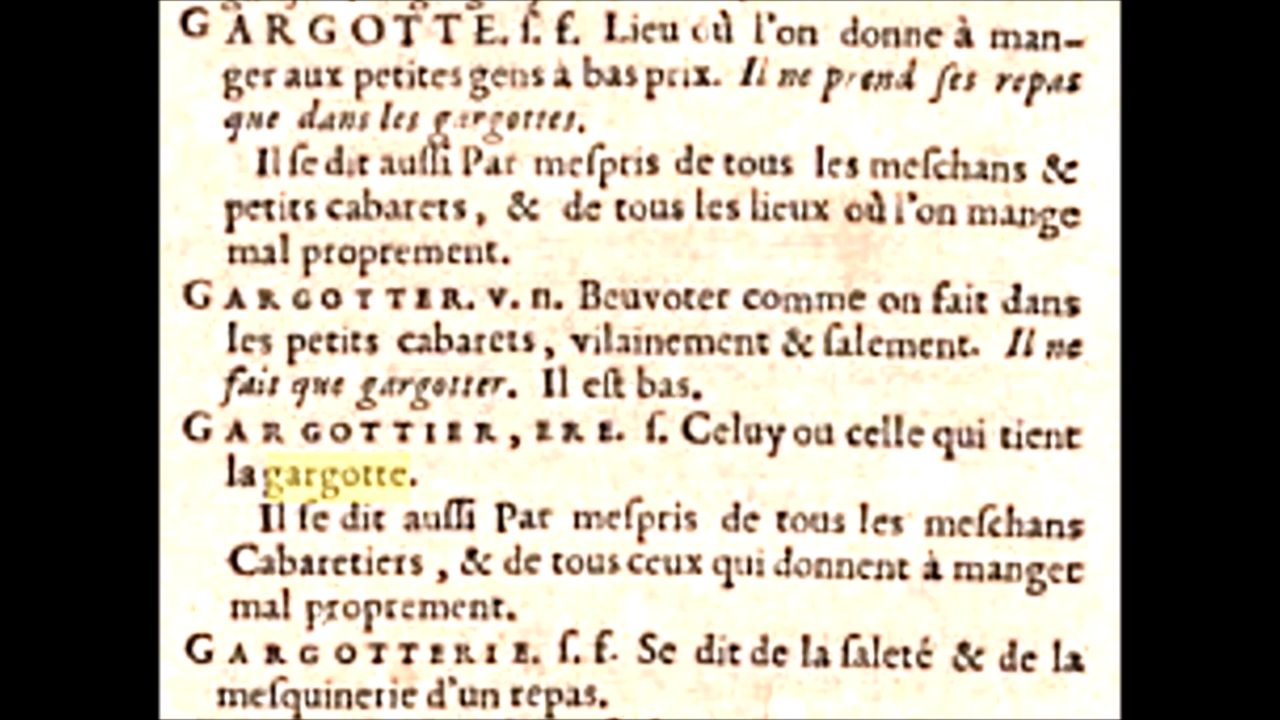 GARGOTTE. ſ. f. Lieu où l'on donne à man-
ger aux petites gens à bas prix. Il ne prend ſes repas
que dans les gargottes.
Il ſe dit auſſi Par meſpris de tous les meſchans &
petits cabarets, & de tous les lieux où l'on mange
mal proprement.
GARGOTTER. v. n. Beuvoter comme on fait dans
les petits cabarets, vilainement & ſalement. Il ne
fait que gargotter. Il eſt bas.
GARGOTTIER, ERE. ſ. Celuy ou celle qui tient
la gargotte.
Il ſe dit auſſi Par meſpris de tous les meſchans
Cabaretiers, & de tous ceux qui donnent à manger
mal proprement.
GARGOTTERIE. ſ. f. Se dit de la ſaleté & de la
meſquinerie d'un repas.